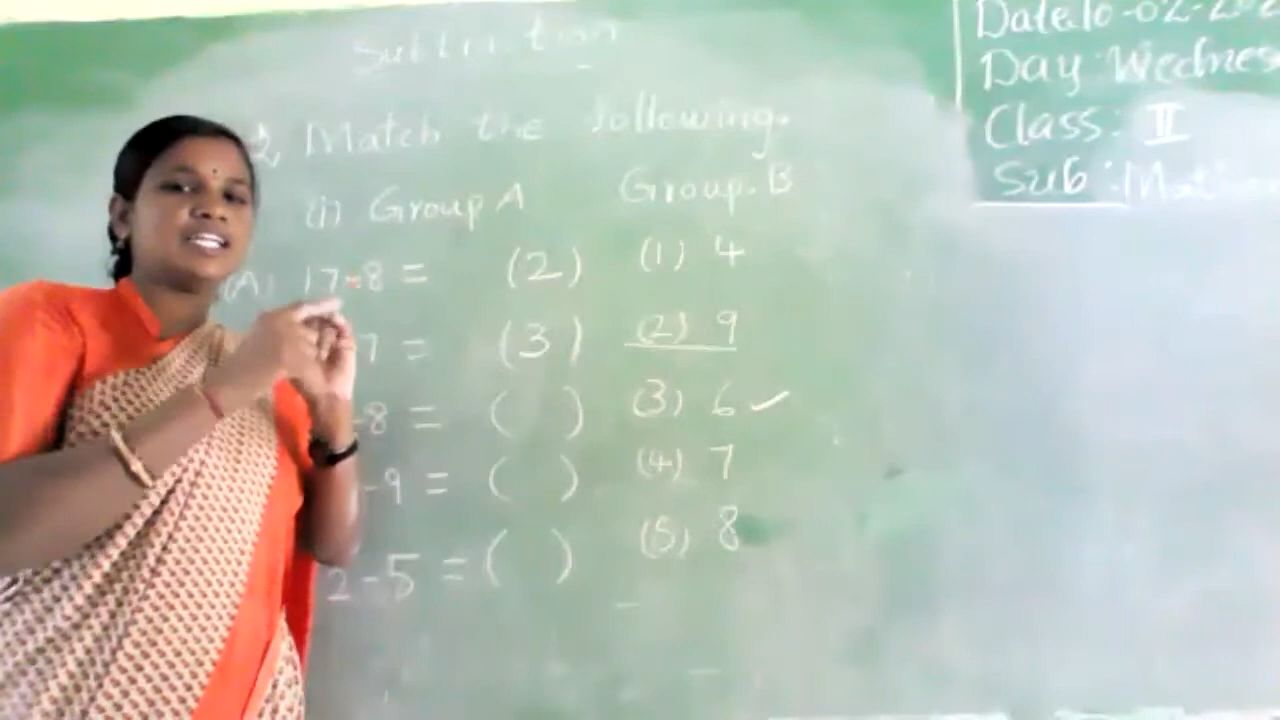 Subtraction
2, Match the following.
(i) Group A Group.B
(A) 17-8 = (2) (1) 4
7 = (3) (2) 9
-8 = ( ) (3) 6 ✓
-9 = ( ) (4) 7
2-5 = ( ) (5) 8
Date:10-02-202
Day: Wednes
Class: II
Sub: